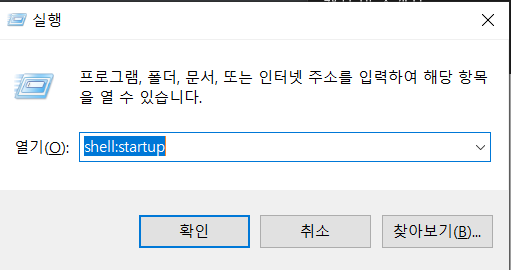 실행
프로그램, 폴더, 문서, 또는 인터넷 주소를 입력하여 해당 항목
을 열 수 있습니다.
열기(O): shell:startup
확인 취소 찾아보기(B)...